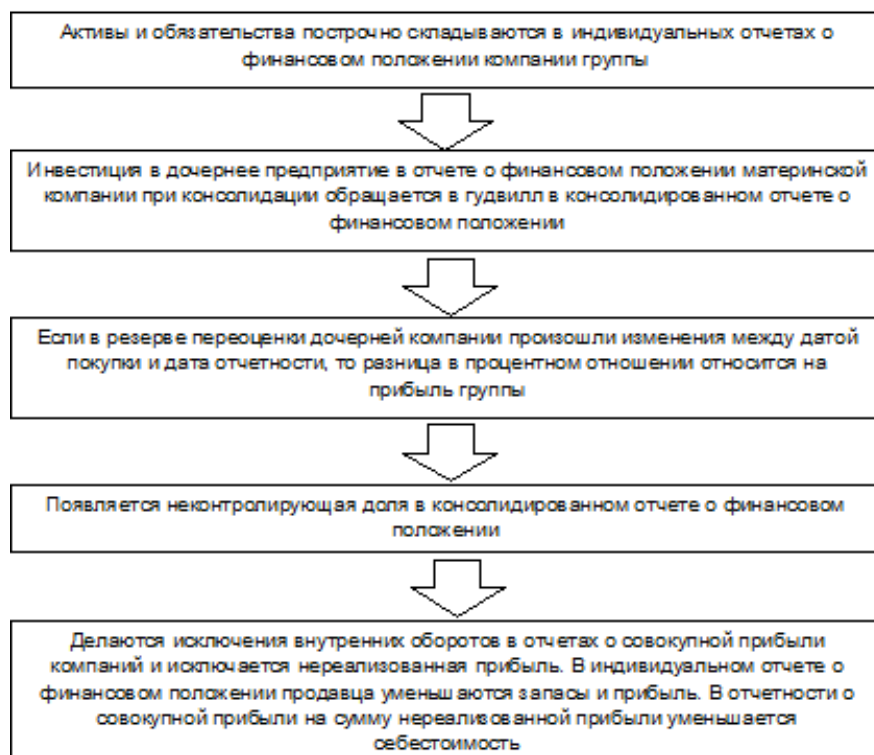 Активы и обязательства построчно складываются в индивидуальных отчетах о
финансовом положении компании группы
Инвестиция в дочернее предприятие в отчете о финансовом положении материнской
компании при консолидации обращается в гудвилл в консолидированном отчете о
финансовом положении
Если в резерве переоценки дочерней компании произошли изменения между датой
покупки и дата отчетности, то разница в процентном отношении относится на
прибыль группы
Появляется неконтролирующая доля в консолидированном отчете о финансовом
положении
Делаются исключения внутренних оборотов в отчетах о совокупной прибыли
компаний и исключается нереализованная прибыль. В индивидуальном отчете о
финансовом положении продавца уменьшаются запасы и прибыль. В отчетности о
совокупной прибыли на сумму нереализованной прибыли уменьшается
себестоимость